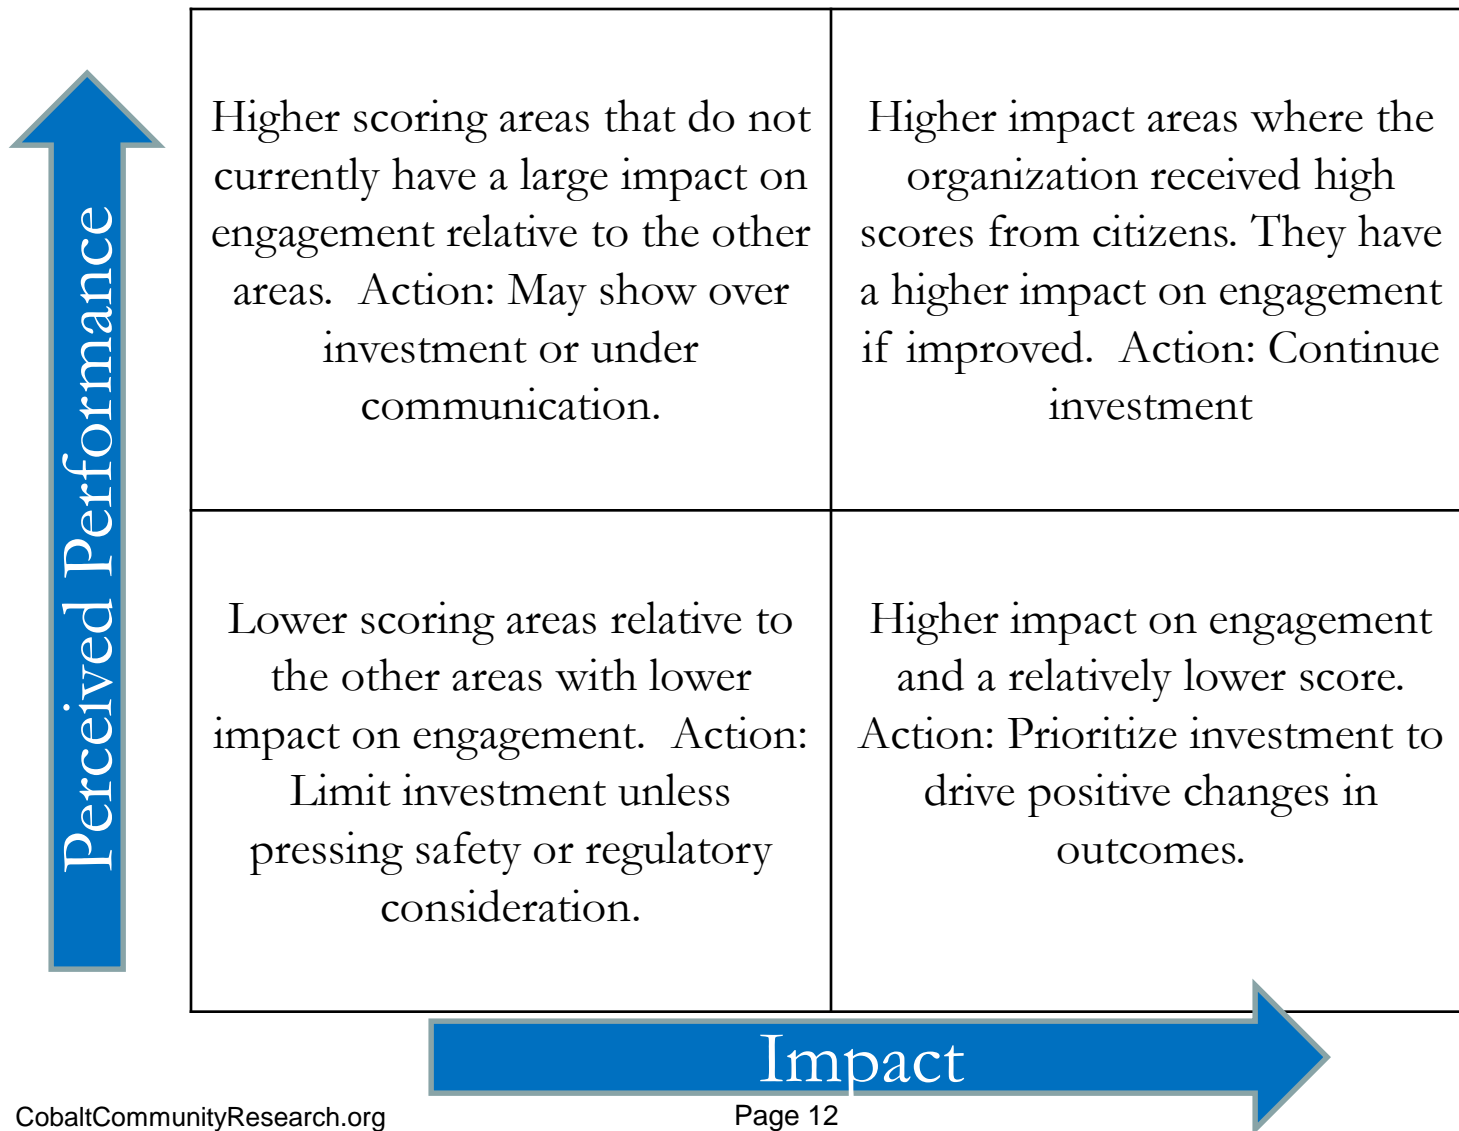 Perceived Performance
Higher scoring areas that do not
currently have a large impact on
engagement relative to the other
areas.  Action: May show over
investment or under
communication.
Higher impact areas where the
organization received high
scores from citizens. They have
a higher impact on engagement
if improved.  Action: Continue
investment
Lower scoring areas relative to
the other areas with lower
impact on engagement.  Action:
Limit investment unless
pressing safety or regulatory
consideration.
Higher impact on engagement
and a relatively lower score.
Action: Prioritize investment to
drive positive changes in
outcomes.
Impact
CobaltCommunityResearch.org
Page 12